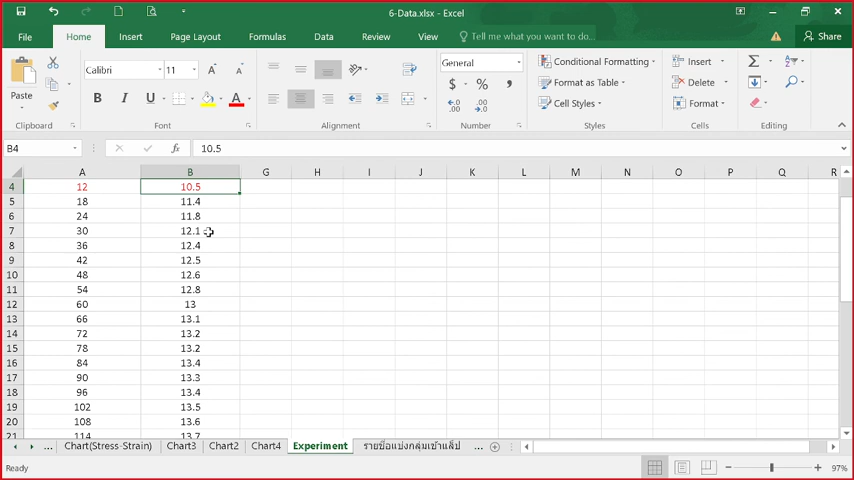 6-Data.xlsx - Excel
File Home Insert Page Layout Formulas Data Review View Tell me what you want to do... Share
Paste Calibri 11 A A General Conditional Formatting Insert Σ
B I U A $ % , Format as Table Delete
Cell Styles Format
Clipboard Font Alignment Number Styles Cells Editing
B4 fx 10.5
A B G H I J K L M N O P Q R
4 12 10.5
5 18 11.4
6 24 11.8
7 30 12.1
8 36 12.4
9 42 12.5
10 48 12.6
11 54 12.8
12 60 13
13 66 13.1
14 72 13.2
15 78 13.2
16 84 13.4
17 90 13.3
18 96 13.4
19 102 13.5
20 108 13.6
21 114 13.7
... Chart(Stress-Strain) Chart3 Chart2 Chart4 Experiment รายชื่อแบ่งกลุ่มเช้าแล็ป ...
Ready 97%